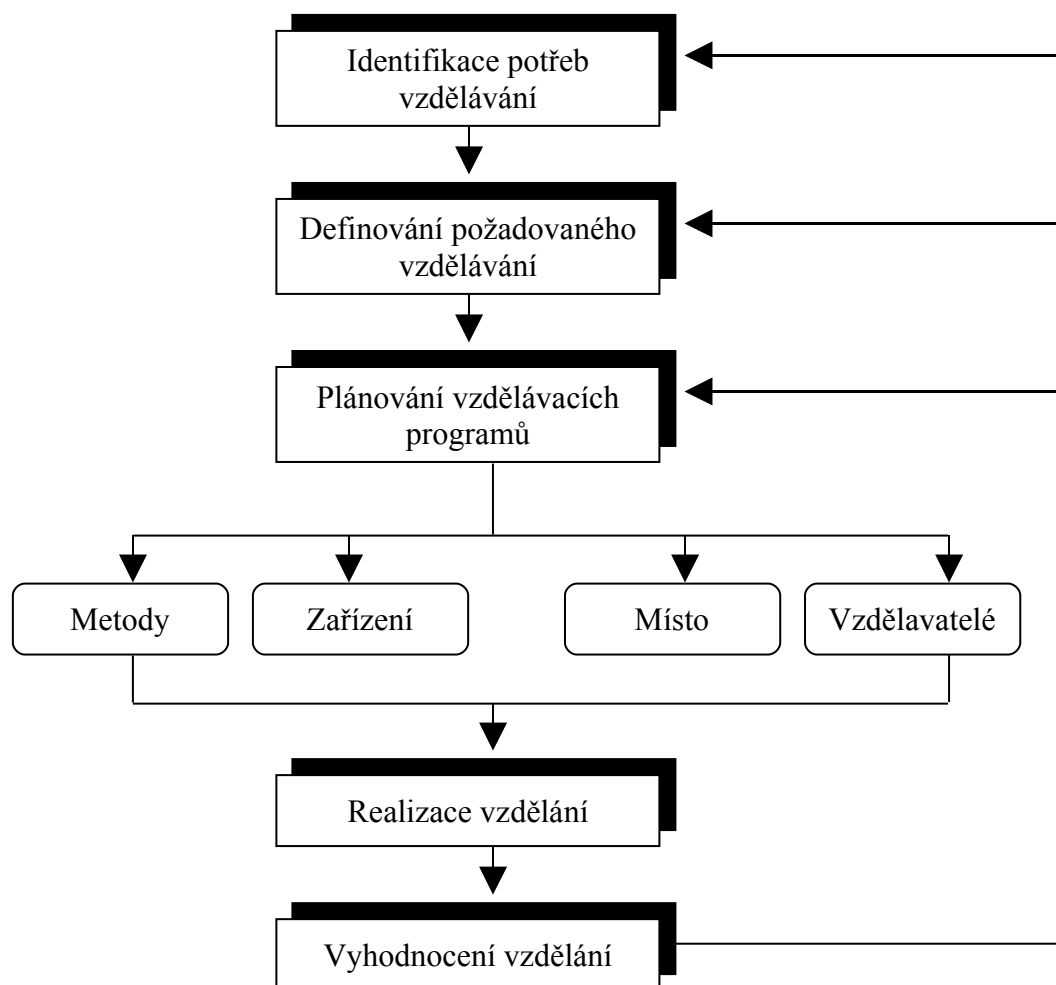 Identifikace potřeb
vzdělávání
Definování požadovaného
vzdělávání
Plánování vzdělávacích
programů
Metody
Zařízení
Místo
Vzdělavatelé
Realizace vzdělání
Vyhodnocení vzdělání